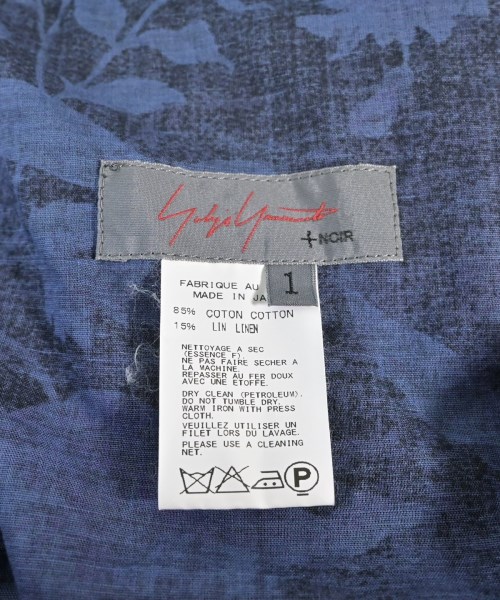 Yohji Yamamoto
+NOIR
1
FABRIQUE AU
MADE IN JA
85% COTON COTTON
15% LIN LINEN
NETTOYAGE A SEC
(ESSENCE F).
NE PAS FAIRE SECHER A
LA MACHINE.
REPASSER AU FER DOUX
AVEC UNE ETOFFE.
DRY CLEAN (PETROLEUM).
DO NOT TUMBLE DRY.
WARM IRON WITH PRESS
CLOTH.
VEUILLEZ UTILISER UN
FILET LORS DU LAVAGE.
PLEASE USE A CLEANING
NET.
P